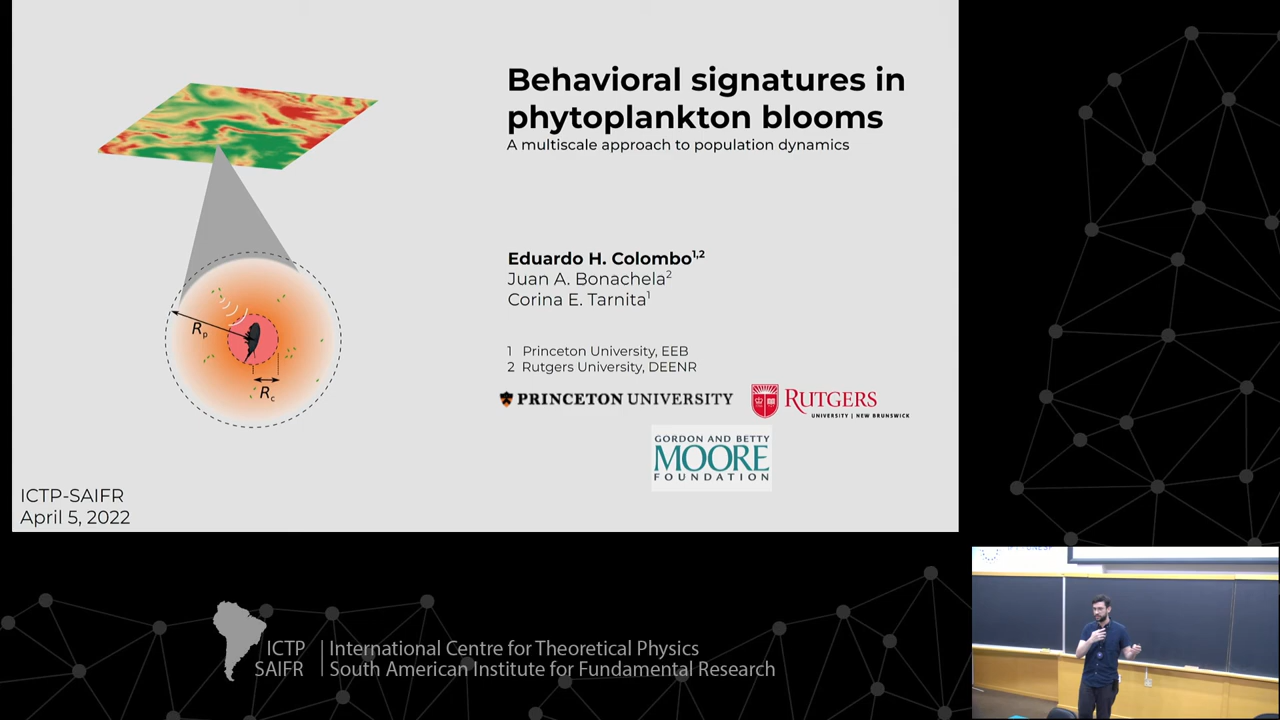 Behavioral signatures in
phytoplankton blooms
A multiscale approach to population dynamics
Eduardo H. Colombo1,2
Juan A. Bonachela2
Corina E. Tarnita1
1 Princeton University, EEB
2 Rutgers University, DEENR
PRINCETON UNIVERSITY
RUTGERS
UNIVERSITY | NEW BRUNSWICK
GORDON AND BETTY
MOORE
FOUNDATION
Rp
Rc
ICTP-SAIFR
April 5, 2022
ICTP | International Centre for Theoretical Physics
SAIFR | South American Institute for Fundamental Research